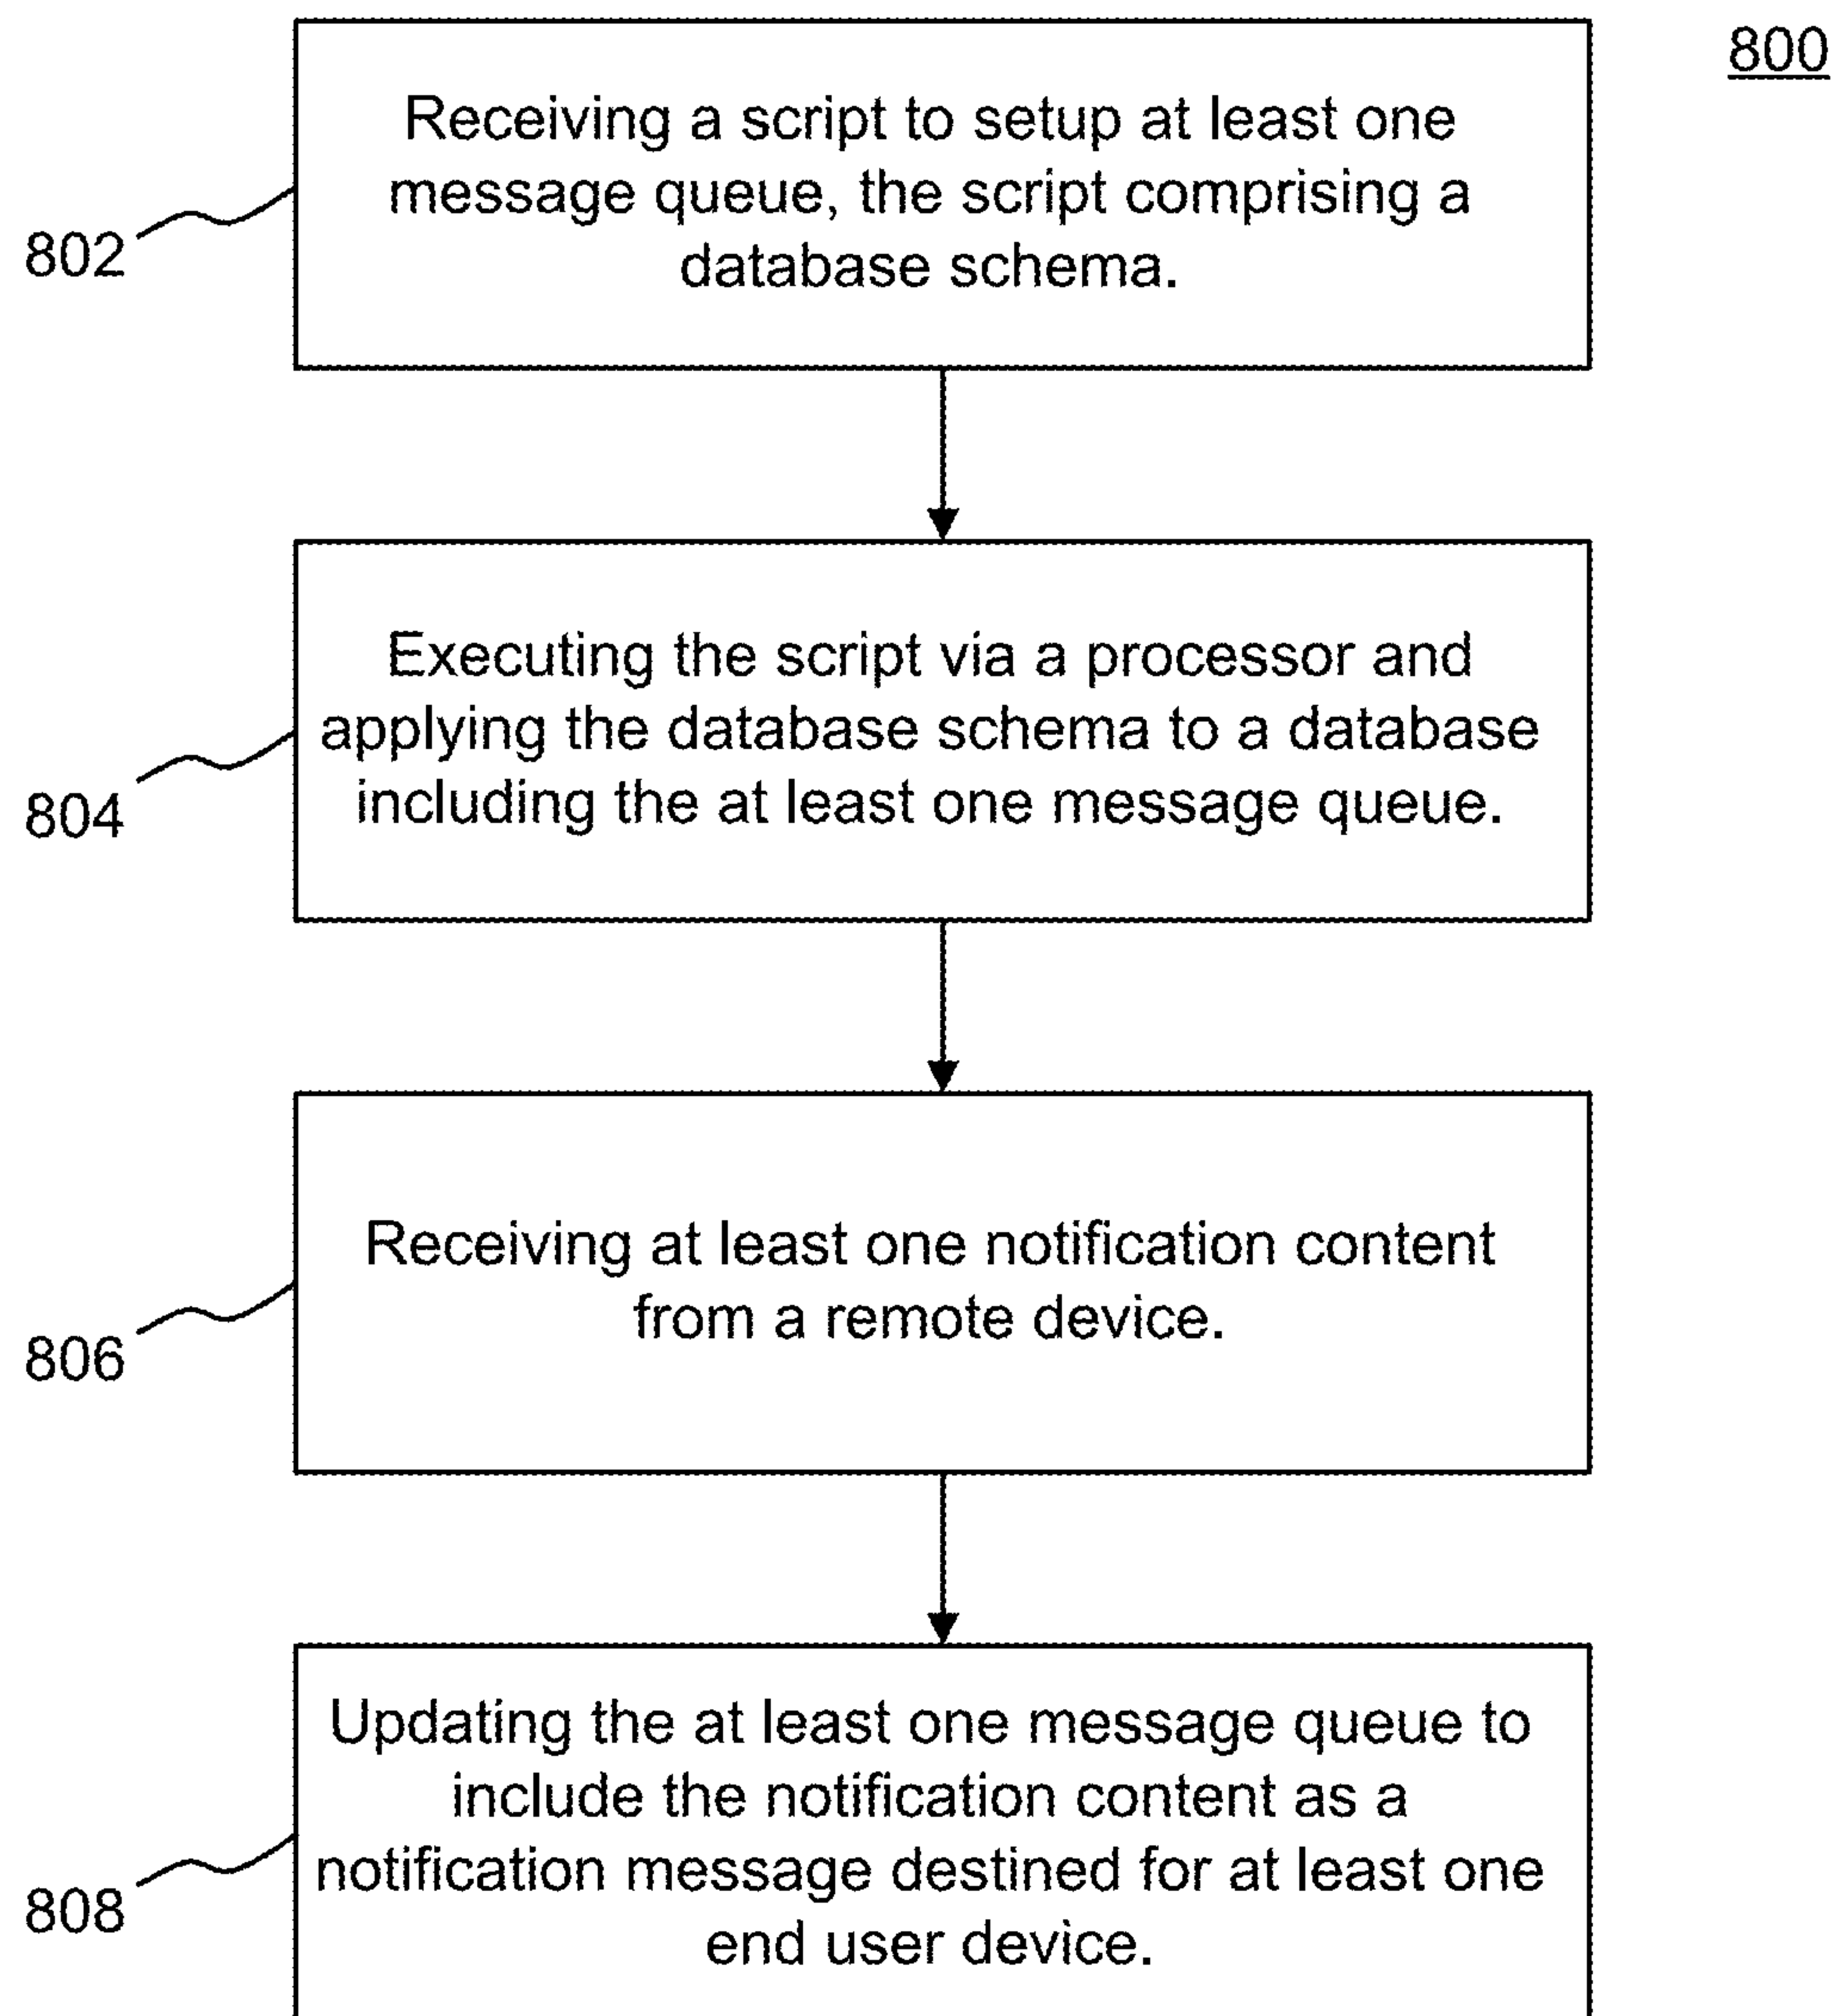 800
Receiving a script to setup at least one
message queue, the script comprising a
database schema.
802
Executing the script via a processor and
applying the database schema to a database
including the at least one message queue.
804
Receiving at least one notification content
from a remote device.
806
Updating the at least one message queue to
include the notification content as a
notification message destined for at least one
end user device.
808